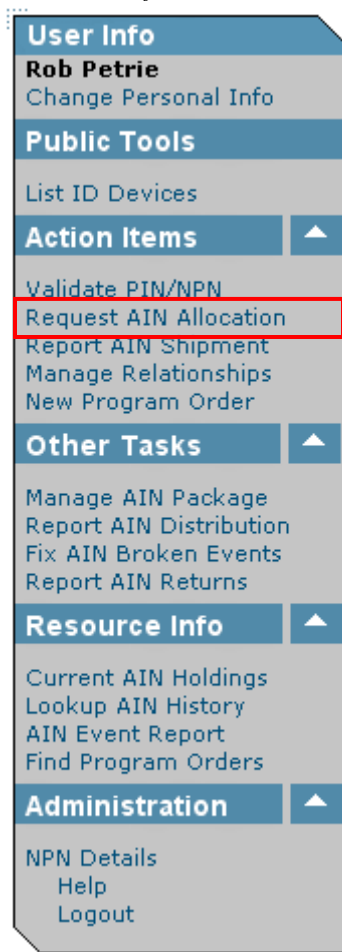 User Info
Rob Petrie
Change Personal Info
Public Tools
List ID Devices
Action Items
Validate PIN/NPN
Request AIN Allocation
Report AIN Shipment
Manage Relationships
New Program Order
Other Tasks
Manage AIN Package
Report AIN Distribution
Fix AIN Broken Events
Report AIN Returns
Resource Info
Current AIN Holdings
Lookup AIN History
AIN Event Report
Find Program Orders
Administration
NPN Details
Help
Logout